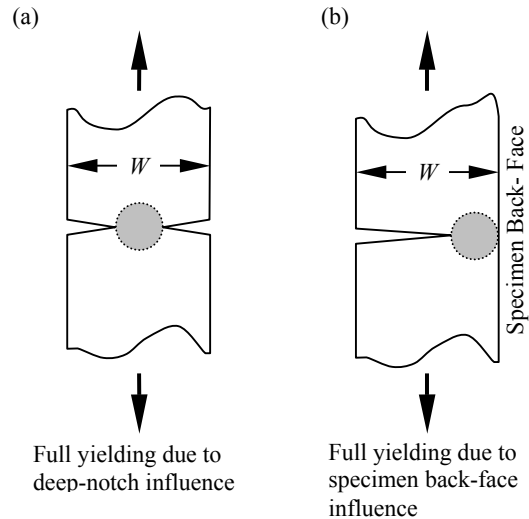 (a)
(b)
W
W
Specimen Back- Face
Full yielding due to
deep-notch influence
Full yielding due to
specimen back-face
influence